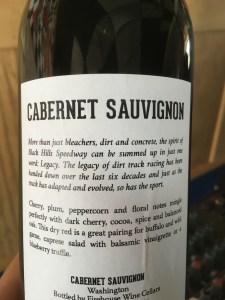 CABERNET SAUVIGNON
More than just bleachers, dirt and concrete, the spirit of
Black Hills Speedway can be summed up in just one
word: Legacy. The legacy of dirt track racing has been
handed down over the last six decades and just as the
track has adapted and evolved, so has the sport.
Cherry, plum, peppercorn and floral notes mingle
perfectly with dark cherry, cocoa, spice and balanced
oak. This dry red is a great pairing for buffalo and wild
game, caprese salad with balsamic vinaigrette or a
blueberry truffle.
CABERNET SAUVIGNON
Washington
Bottled by Firehouse Wine Cellars